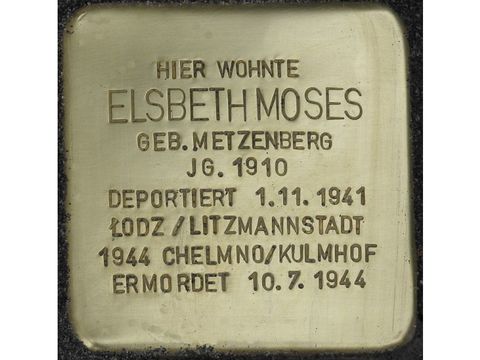 HIER WOHNTE
ELSBETH MOSES
GEB. METZENBERG
JG. 1910
DEPORTIERT 1.11.1941
ŁODZ / LITZMANNSTADT
1944 CHELMNO/KULMHOF
ERMORDET 10.7.1944